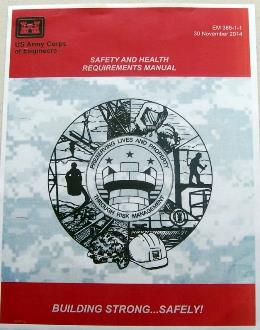 EM 385-1-1
30 November 2014
US Army Corps
of Engineers
SAFETY AND HEALTH
REQUIREMENTS MANUAL
PROTECTING LIVES AND PROPERTY
THROUGH RISK MANAGEMENT
BUILDING STRONG...SAFELY!